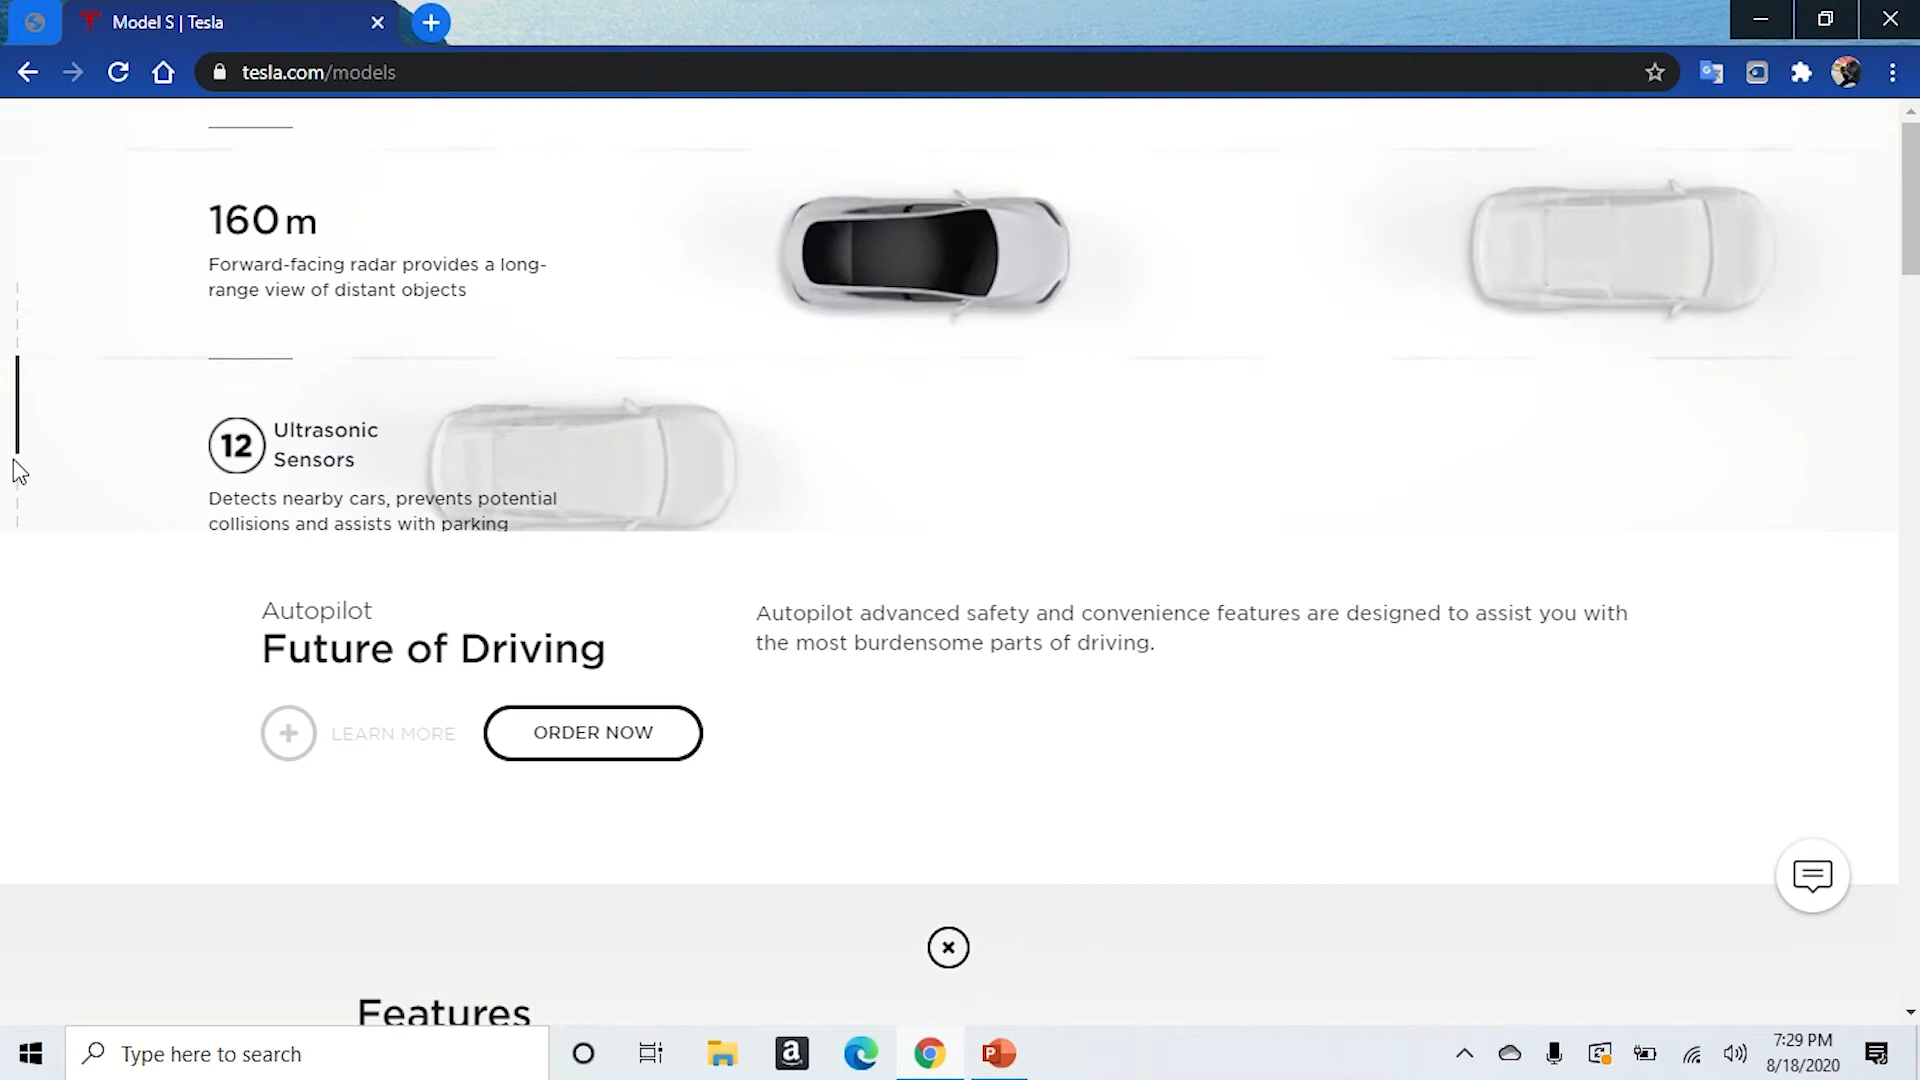 Model S | Tesla
tesla.com/models
160 m
Forward-facing radar provides a long-
range view of distant objects
12 Ultrasonic
Sensors
Detects nearby cars, prevents potential
collisions and assists with parking
Autopilot
Future of Driving
Autopilot advanced safety and convenience features are designed to assist you with
the most burdensome parts of driving.
LEARN MORE
ORDER NOW
Features
Type here to search
7:29 PM
8/18/2020